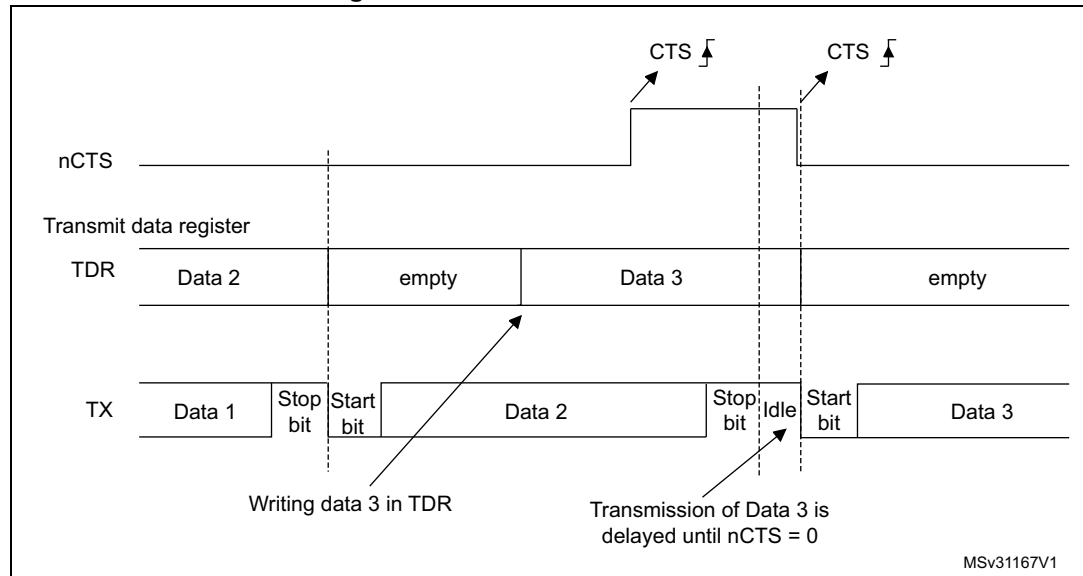 CTS
CTS
nCTS
Transmit data register
TDR
Data 2
empty
Data 3
empty
TX
Data 1
Stop
bit
Start
bit
Data 2
Stop
bit
Idle
Start
bit
Data 3
Writing data 3 in TDR
Transmission of Data 3 is
delayed until nCTS = 0
MSv31167V1